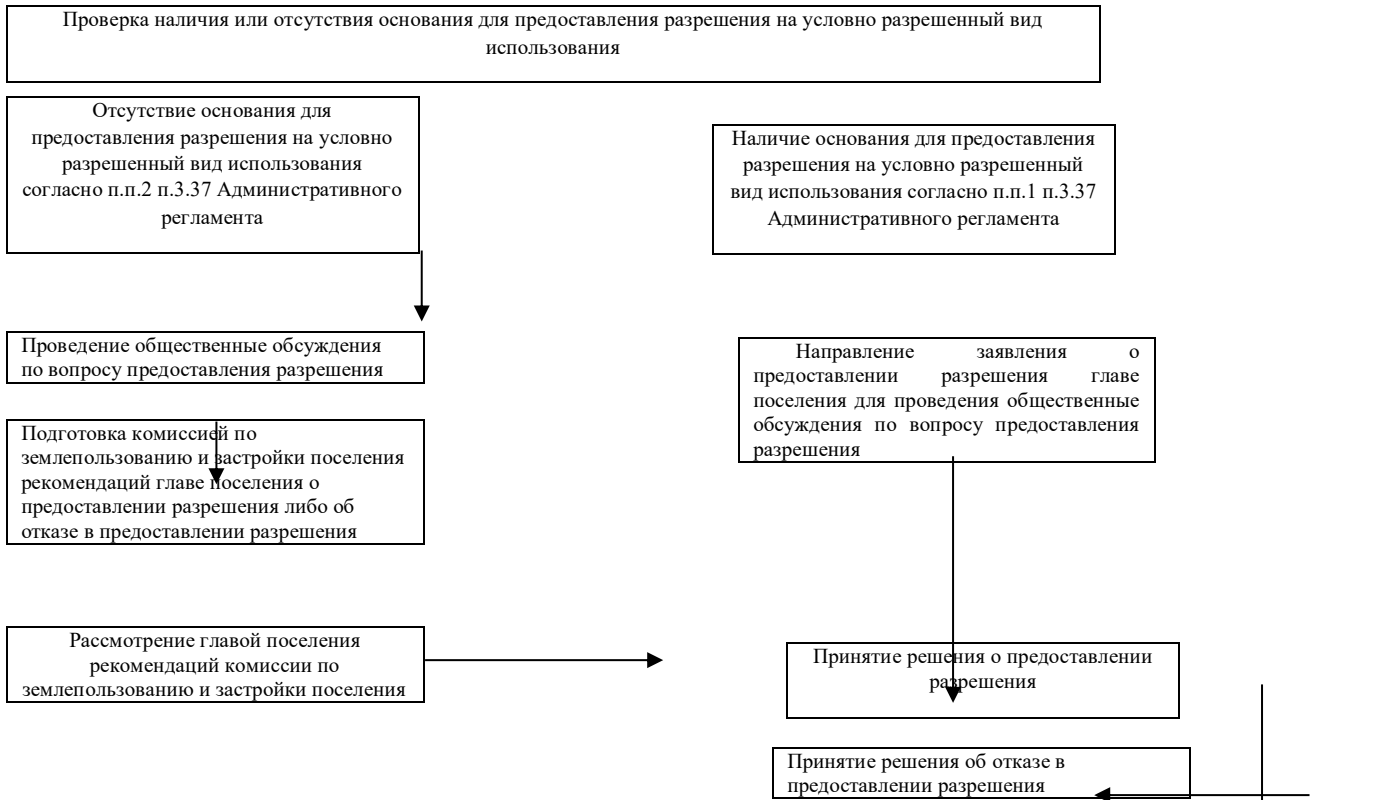 Проверка наличия или отсутствия основания для предоставления разрешения на условно разрешенный вид
использования
Отсутствие основания для
предоставления разрешения на условно
разрешенный вид использования
согласно п.п.2 п.3.37 Административного
регламента
Наличие основания для предоставления
разрешения на условно разрешенный
вид использования согласно п.п.1 п.3.37
Административного регламента
Проведение общественные обсуждения
по вопросу предоставления разрешения
Направление заявления о
предоставлении разрешения главе
поселения для проведения общественные
обсуждения по вопросу предоставления
разрешения
Подготовка комиссией по
землепользованию и застройки поселения
рекомендаций главе поселения о
предоставлении разрешения либо об
отказе в предоставлении разрешения
Рассмотрение главой поселения
рекомендаций комиссии по
землепользованию и застройки поселения
Принятие решения о предоставлении
разрешения
Принятие решения об отказе в
предоставлении разрешения